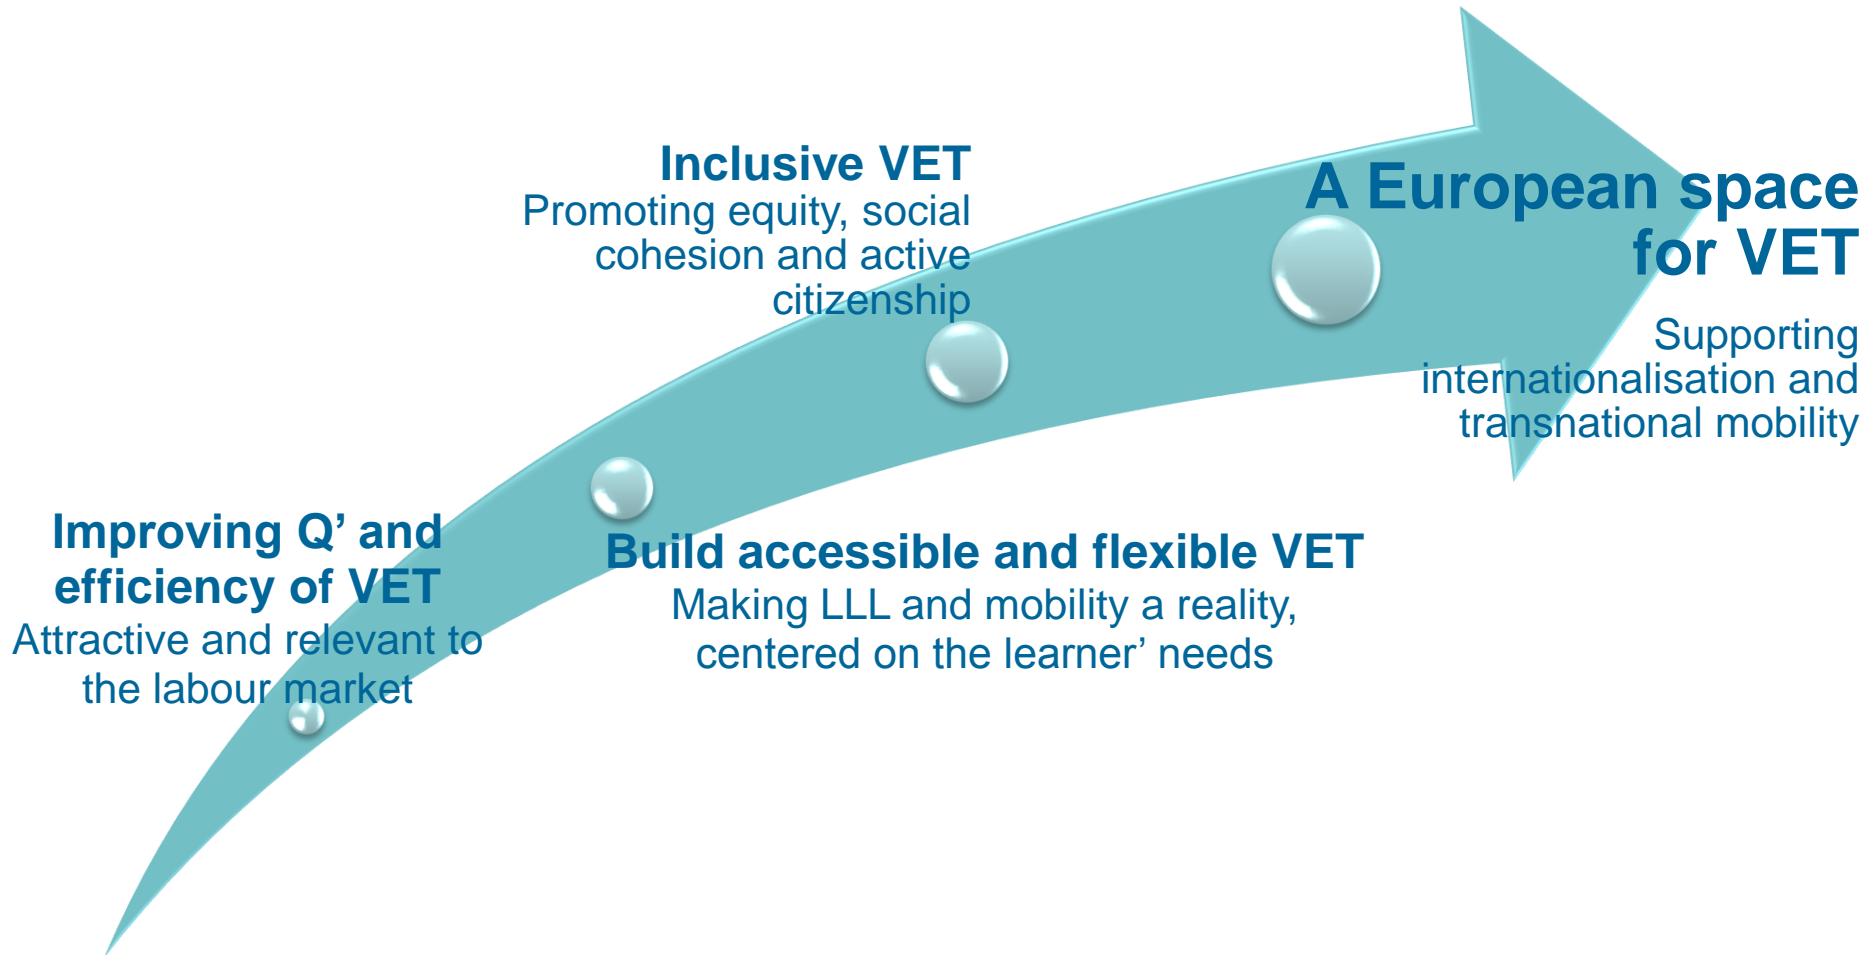 Improving Q’ and
efficiency of VET
Attractive and relevant to
the labour market
Build accessible and flexible VET
Making LLL and mobility a reality,
centered on the learner’ needs
Inclusive VET
Promoting equity, social
cohesion and active
citizenship
A European space
for VET
Supporting
internationalisation and
transnational mobility